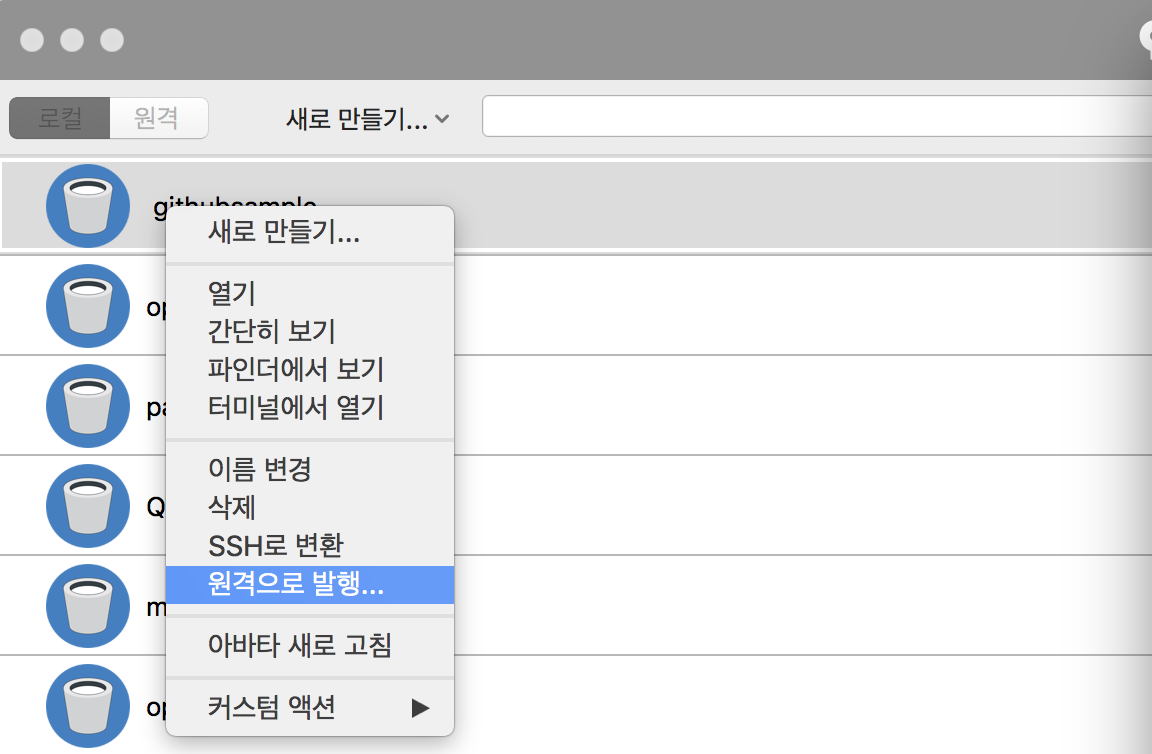 로컬
원격
새로 만들기...
githubsample
새로 만들기...
열기
간단히 보기
파인더에서 보기
터미널에서 열기
이름 변경
삭제
SSH로 변환
원격으로 발행...
아바타 새로 고침
커스텀 액션